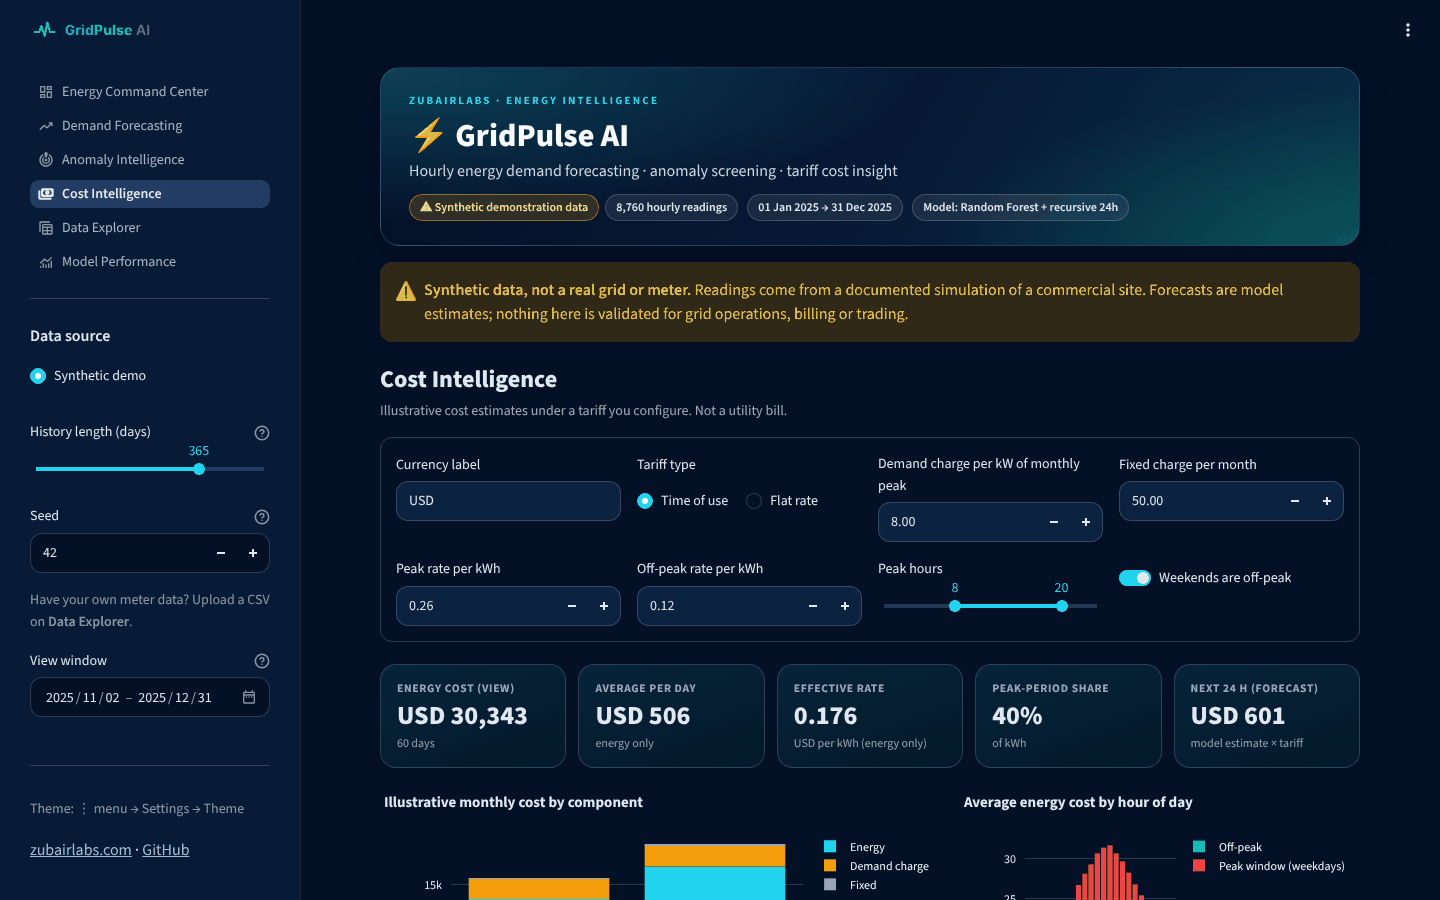 GridPulse AI
Energy Command Center
Demand Forecasting
Anomaly Intelligence
Cost Intelligence
Data Explorer
Model Performance
Data source
Synthetic demo
History length (days)
365
Seed
42
Have your own meter data? Upload a CSV
on Data Explorer.
View window
2025/11/02 – 2025/12/31
Theme: ⋮ menu → Settings → Theme
zubairlabs.com · GitHub
ZUBAIRLABS · ENERGY INTELLIGENCE
⚡ GridPulse AI
Hourly energy demand forecasting · anomaly screening · tariff cost insight
⚠ Synthetic demonstration data
8,760 hourly readings
01 Jan 2025 → 31 Dec 2025
Model: Random Forest + recursive 24h
Synthetic data, not a real grid or meter. Readings come from a documented simulation of a commercial site. Forecasts are model
estimates; nothing here is validated for grid operations, billing or trading.
Cost Intelligence
Illustrative cost estimates under a tariff you configure. Not a utility bill.
Currency label
USD
Tariff type
Time of use
Flat rate
Demand charge per kW of monthly
peak
8.00
Fixed charge per month
50.00
Peak rate per kWh
0.26
Off-peak rate per kWh
0.12
Peak hours
8
20
Weekends are off-peak
ENERGY COST (VIEW)
USD 30,343
60 days
AVERAGE PER DAY
USD 506
energy only
EFFECTIVE RATE
0.176
USD per kWh (energy only)
PEAK-PERIOD SHARE
40%
of kWh
NEXT 24 H (FORECAST)
USD 601
model estimate × tariff
Illustrative monthly cost by component
15k
Energy
Demand charge
Fixed
Average energy cost by hour of day
30
25
Off-peak
Peak window (weekdays)